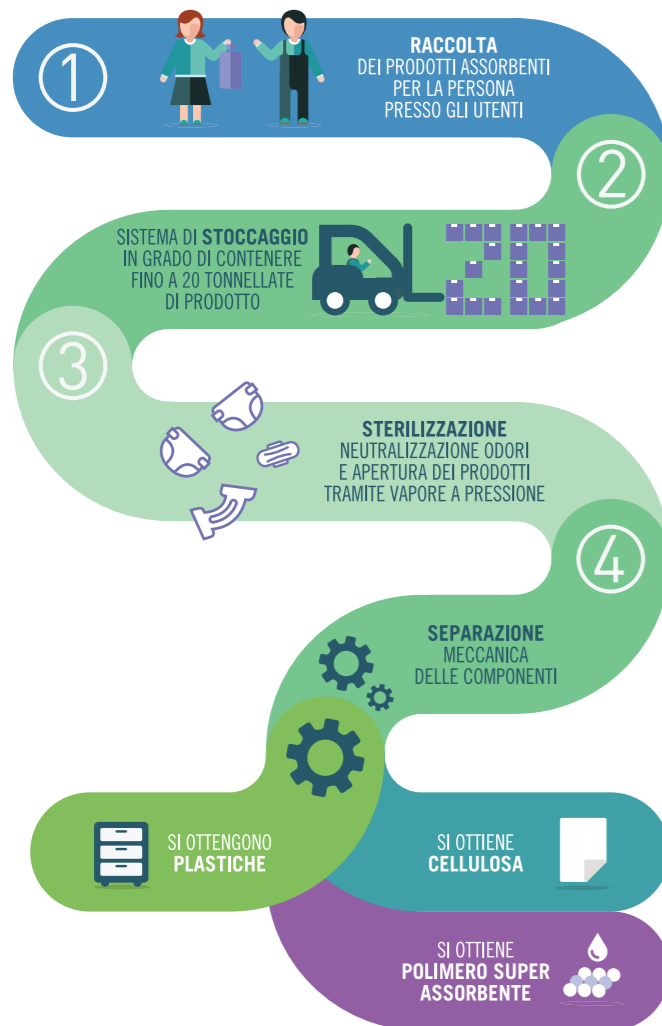 1
RACCOLTA
DEI PRODOTTI ASSORBENTI
PER LA PERSONA
PRESSO GLI UTENTI
2
SISTEMA DI STOCCAGGIO
IN GRADO DI CONTENERE
FINO A 20 TONNELLATE
DI PRODOTTO
20
3
STERILIZZAZIONE
NEUTRALIZZAZIONE ODORI
E APERTURA DEI PRODOTTI
TRAMITE VAPORE A PRESSIONE
4
SEPARAZIONE
MECCANICA
DELLE COMPONENTI
SI OTTENGONO
PLASTICHE
SI OTTIENE
CELLULOSA
SI OTTIENE
POLIMERO SUPER
ASSORBENTE